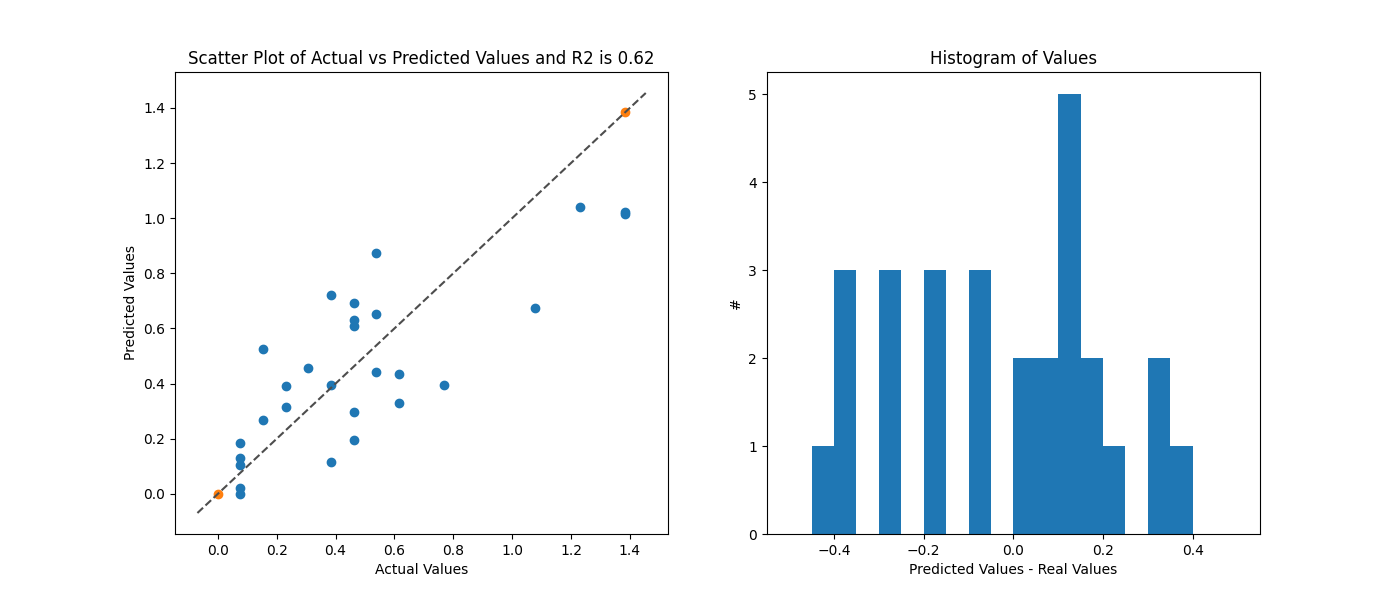 Scatter Plot of Actual vs Predicted Values and R2 is 0.62
1.4
1.2
1.0
0.8
0.6
0.4
0.2
0.0
Predicted Values
0.0 0.2 0.4 0.6 0.8 1.0 1.2 1.4
Actual Values
Histogram of Values
5
4
3
2
1
0
#
−0.4 −0.2 0.0 0.2 0.4
Predicted Values - Real Values